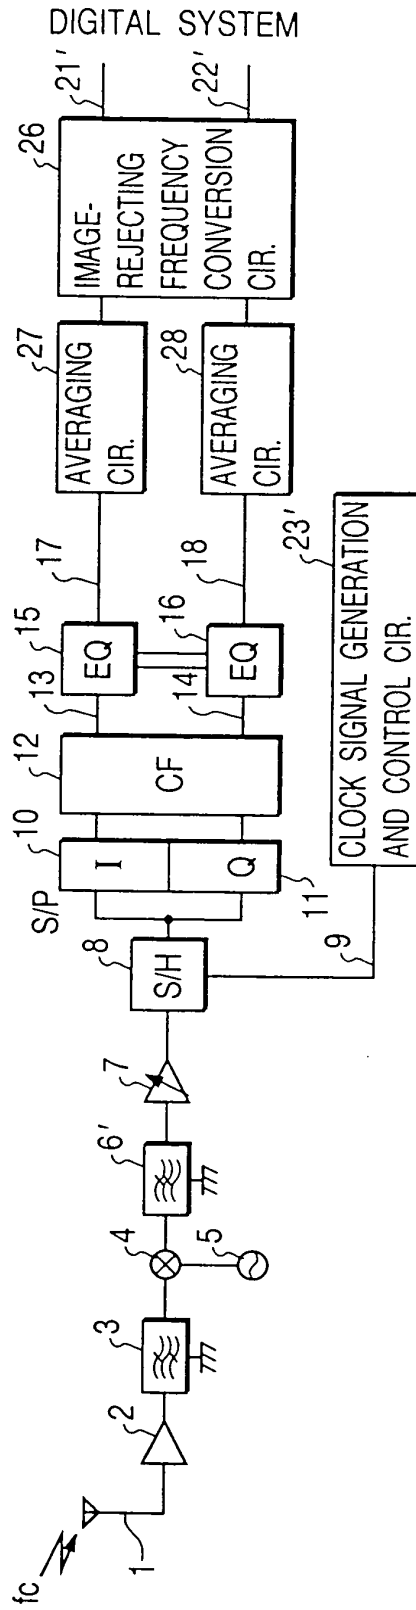 DIGITAL SYSTEM
fc
1
2
3
4
5
6'
7
S/H
8
9
S/P
I
10
Q
11
CF
12
13
14
EQ
15
EQ
16
17
18
AVERAGING
CIR.
27
AVERAGING
CIR.
28
IMAGE-
REJECTING
FREQUENCY
CONVERSION
CIR.
26
21'
22'
CLOCK SIGNAL GENERATION
AND CONTROL CIR.
23'